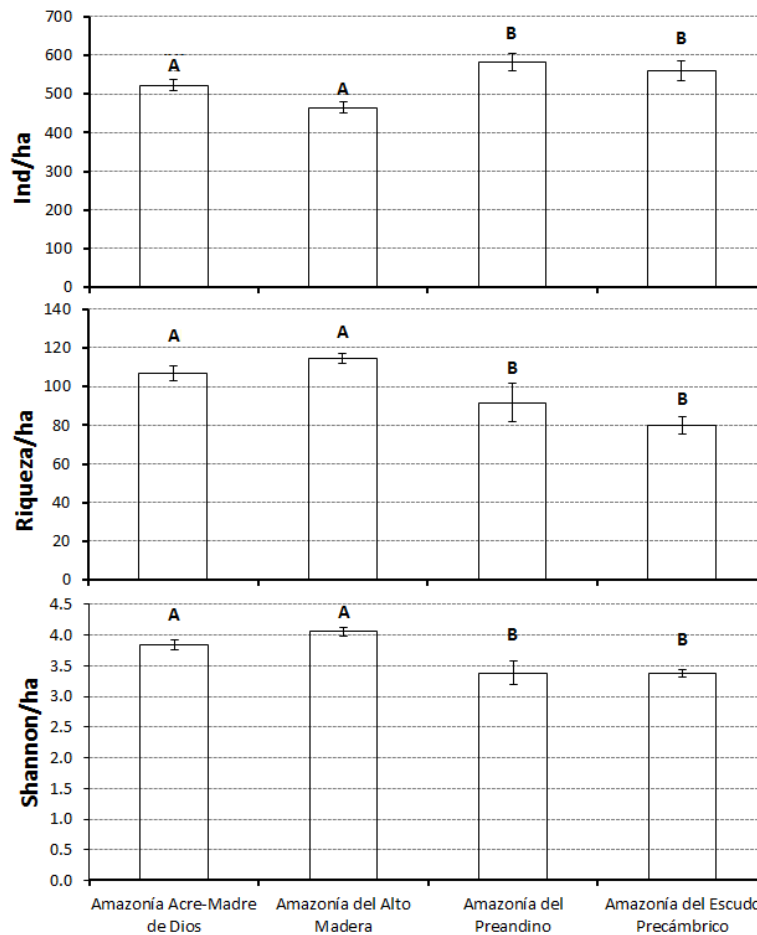 700
600
500
400
300
200
100
0
Ind/ha
A
A
B
B
140
120
100
80
60
40
20
0
Riqueza/ha
A
A
B
B
4.5
4.0
3.5
3.0
2.5
2.0
1.5
1.0
0.5
0.0
Shannon/ha
A
A
B
B
Amazonía Acre-Madre
de Dios
Amazonía del Alto
Madera
Amazonía del
Preandino
Amazonía del Escudo
Precámbrico